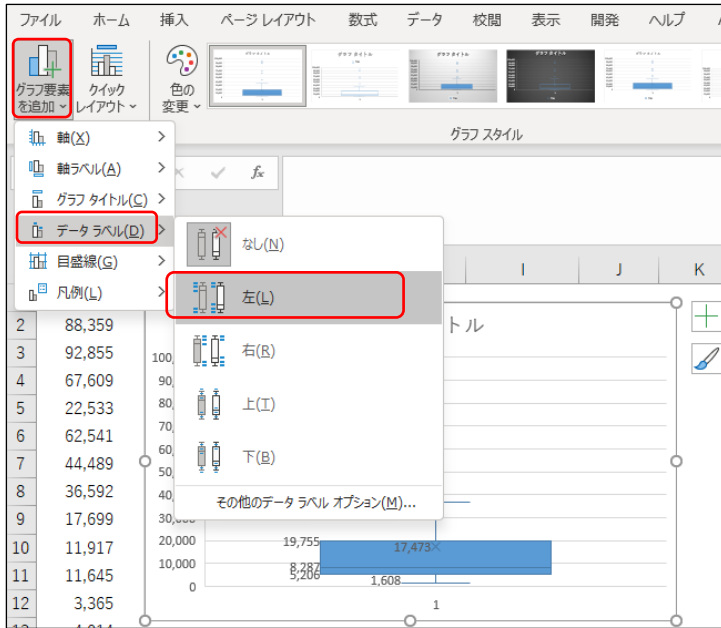 ファイル ホーム 挿入 ページ レイアウト 数式 データ 校閲 表示 開発 ヘルプ
グラフ要素
を追加
クイック
レイアウト
色の
変更
グラフ スタイル
軸(X)
軸ラベル(A)
グラフ タイトル(C)
データ ラベル(D)
目盛線(G)
凡例(L)
fx
なし(N)
左(L)
右(R)
上(T)
下(B)
その他のデータ ラベル オプション(M)...
I J K
トル
2 88,359
3 92,855
4 67,609
5 22,533
6 62,541
7 44,489
8 36,592
9 17,699
10 11,917
11 11,645
12 3,365
20,000
10,000
0
19,755
17,473
8,287
5,206
1,608
1